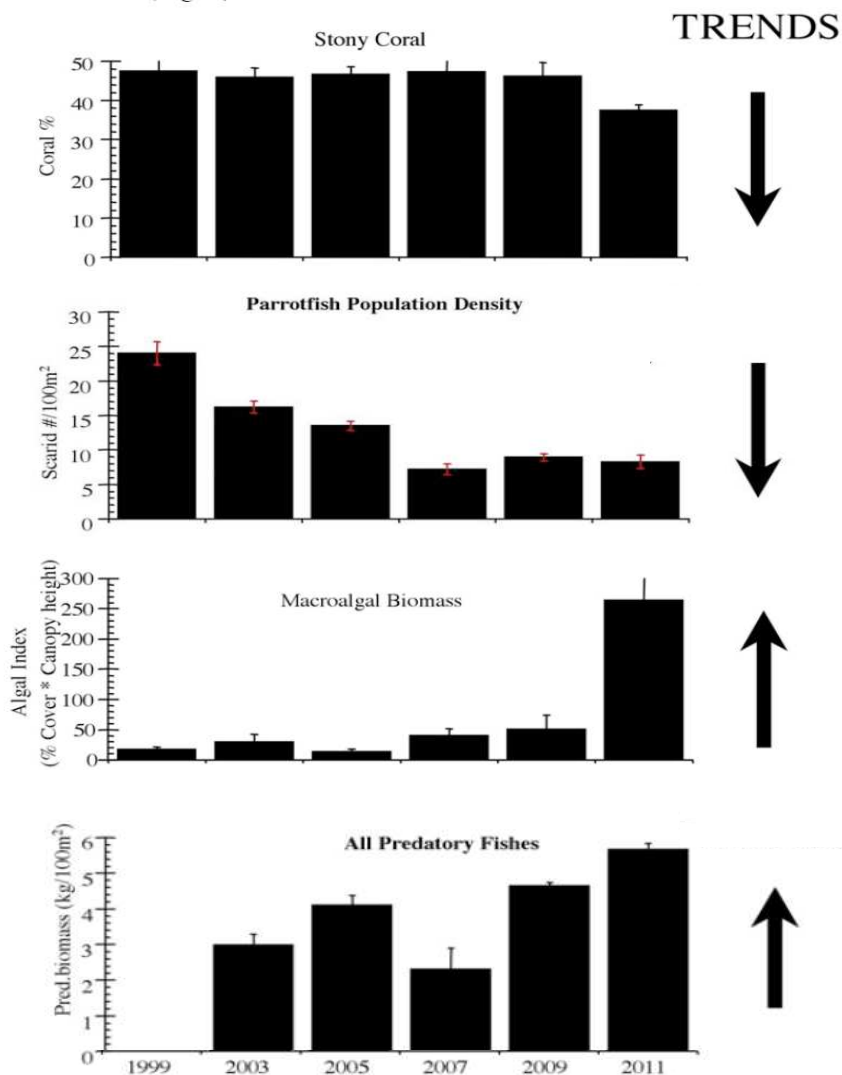 TRENDS
Stony Coral
Coral %
50
40
30
20
10
0
Parrotfish Population Density
Scarid #/100m²
30
25
20
15
10
5
0
Macroalgal Biomass
Algal Index
(% Cover * Canopy height)
300
250
200
150
100
50
0
All Predatory Fishes
Pred.biomass (kg/100m²)
6
5
4
3
2
1
0
1999 2003 2005 2007 2009 2011